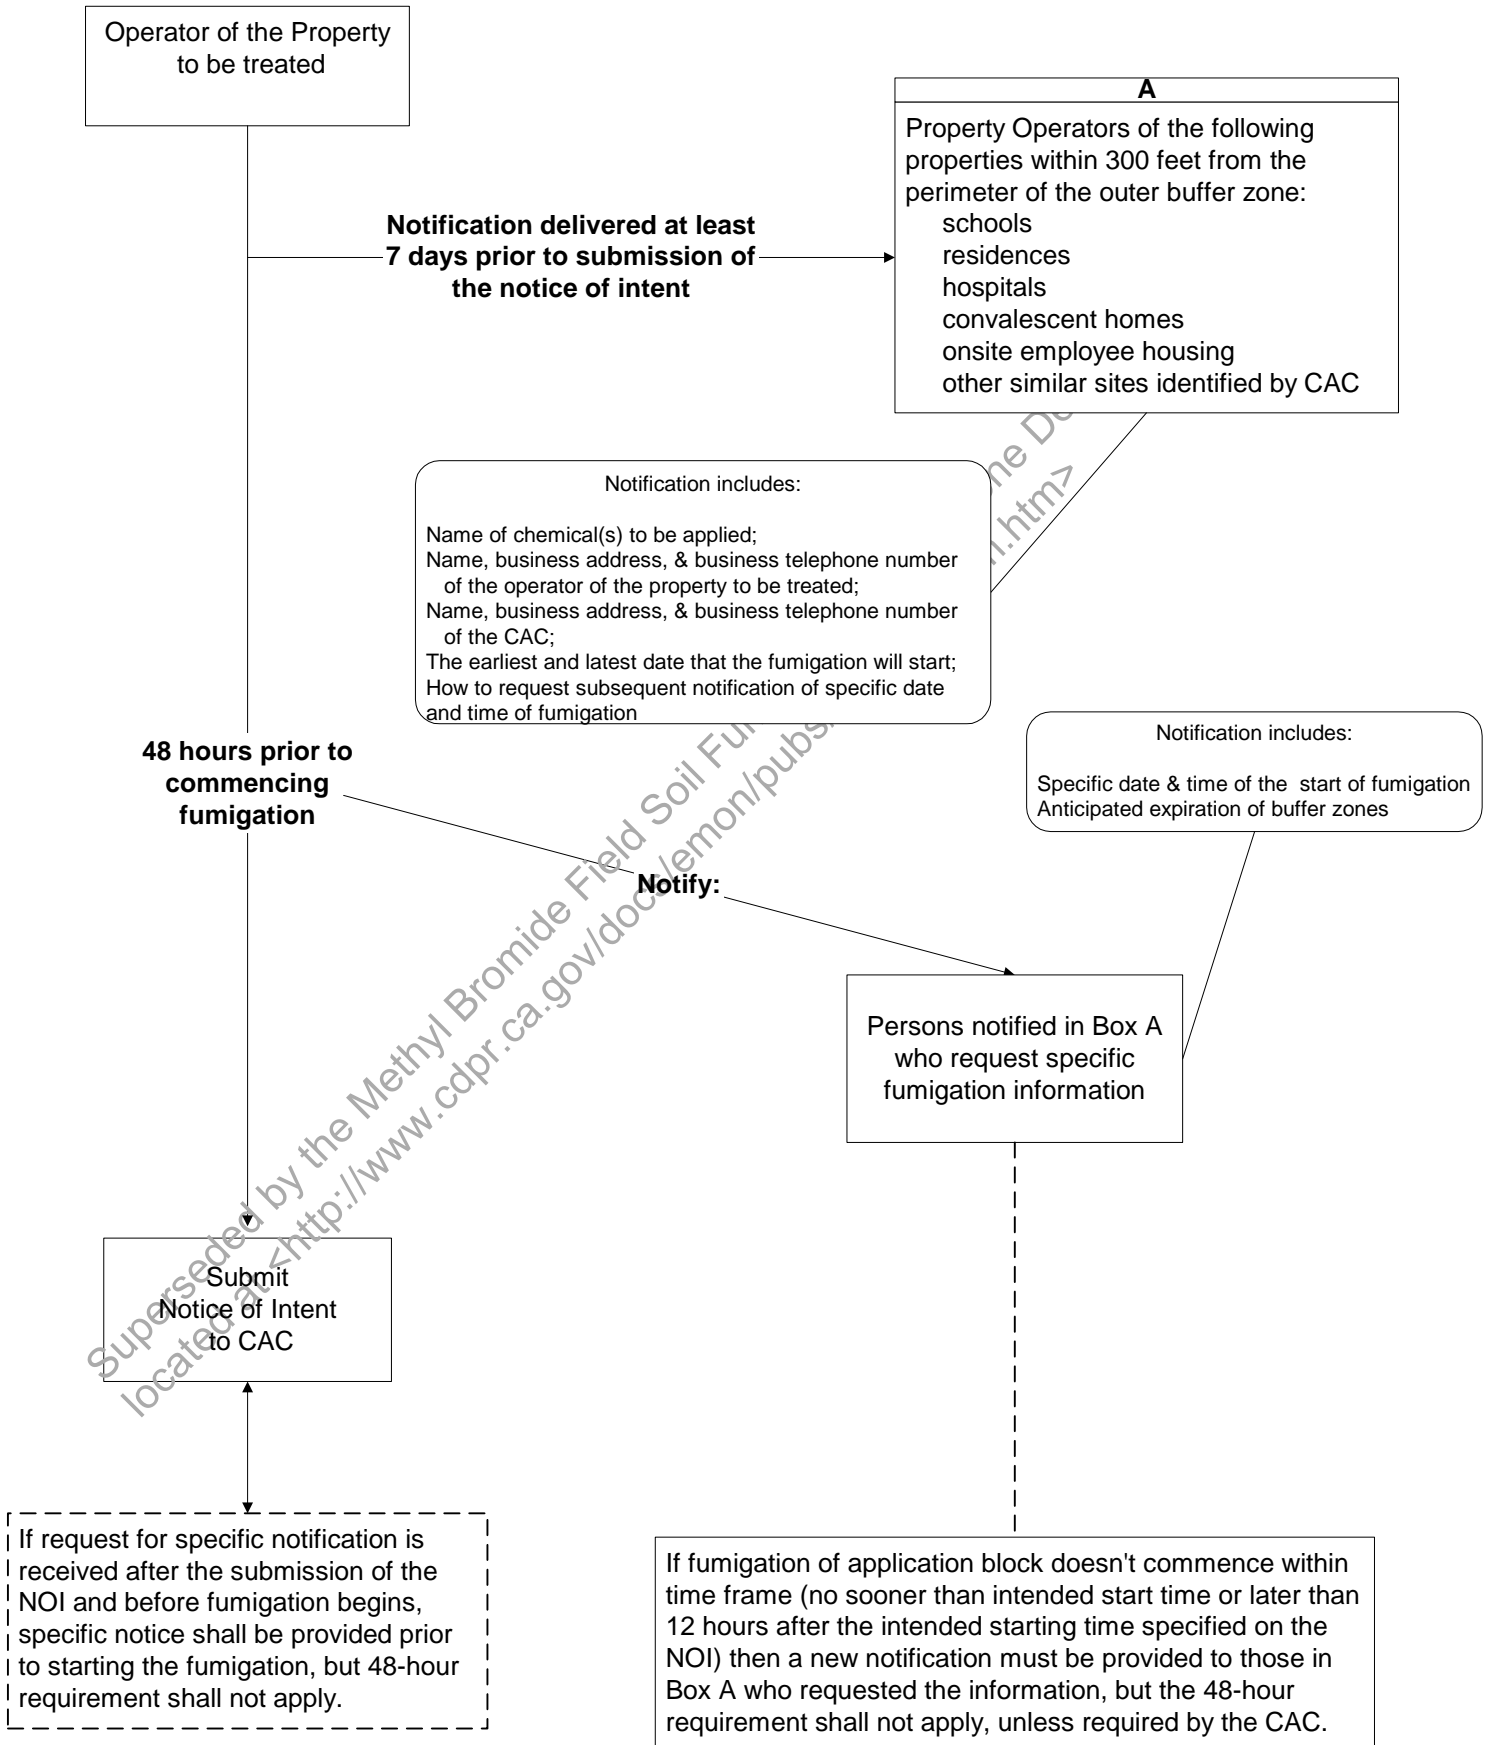 Operator of the Property
to be treated
A
Property Operators of the following
properties within 300 feet from the
perimeter of the outer buffer zone:
schools
residences
hospitals
convalescent homes
onsite employee housing
other similar sites identified by CAC
Notification delivered at least
7 days prior to submission of
the notice of intent
Notification includes:
Name of chemical(s) to be applied;
Name, business address, & business telephone number
of the operator of the property to be treated;
Name, business address, & business telephone number
of the CAC;
The earliest and latest date that the fumigation will start;
How to request subsequent notification of specific date
and time of fumigation
48 hours prior to
commencing
fumigation
Notification includes:
Specific date & time of the start of fumigation
Anticipated expiration of buffer zones
Notify:
Persons notified in Box A
who request specific
fumigation information
Submit
Notice of Intent
to CAC
If request for specific notification is
received after the submission of the
NOI and before fumigation begins,
specific notice shall be provided prior
to starting the fumigation, but 48-hour
requirement shall not apply.
If fumigation of application block doesn't commence within
time frame (no sooner than intended start time or later than
12 hours after the intended starting time specified on the
NOI) then a new notification must be provided to those in
Box A who requested the information, but the 48-hour
requirement shall not apply, unless required by the CAC.
Superseded by the Methyl Bromide Field Soil
located at <http://www.cdpr.ca.gov/docs/emon/pubs